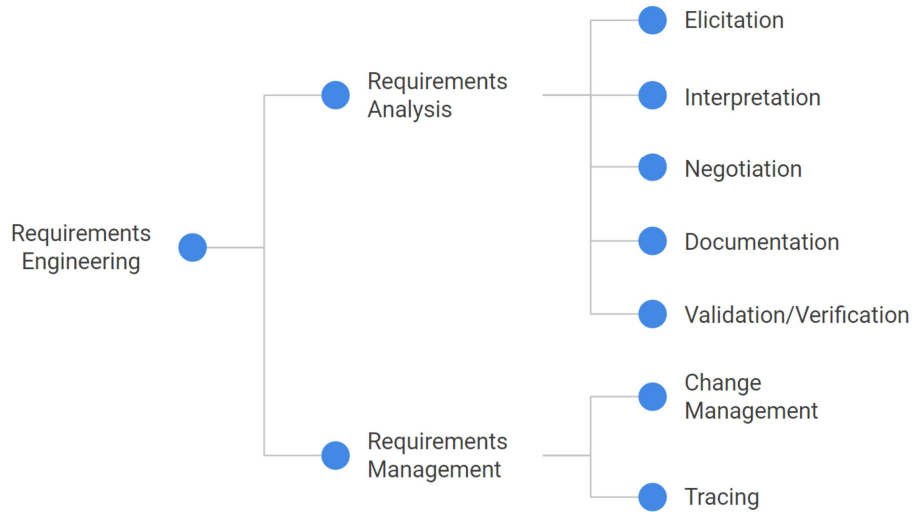 Requirements
Engineering
Requirements
Analysis
Elicitation
Interpretation
Negotiation
Documentation
Validation/Verification
Requirements
Management
Change
Management
Tracing